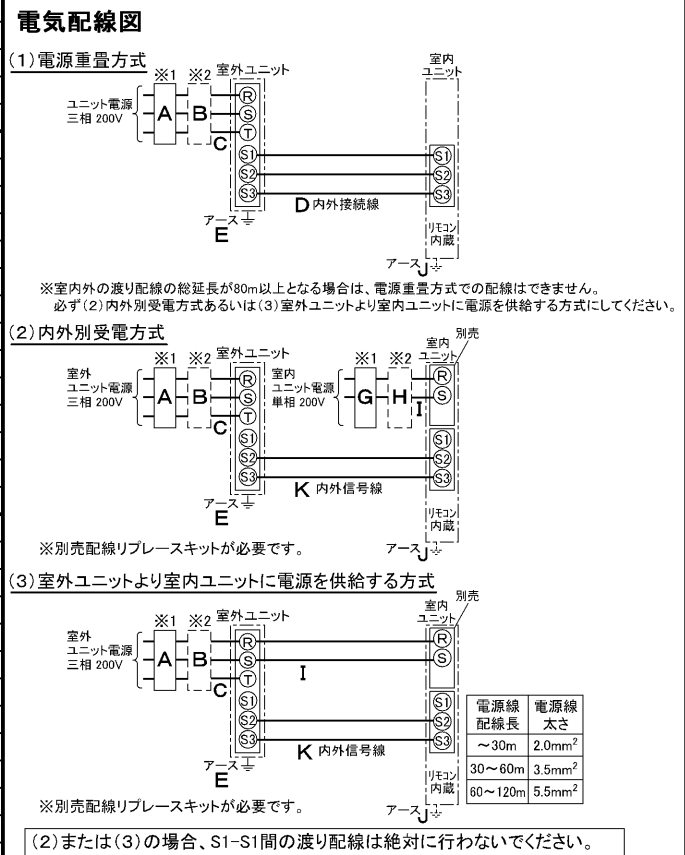 電気配線図
(1)電源重畳方式
※1 ※2 室外ユニット
室内
ユニット
ユニット電源
三相 200V
A B C
R
S
T
S1
S2
S3
S1
S2
S3
D 内外接続線
アース
E
リモコン
内蔵
アース J
※室内外の渡り配線の総延長が80m以上となる場合は、電源重畳方式での配線はできません。
必ず(2)内外別受電方式あるいは(3)室外ユニットより室内ユニットに電源を供給する方式にしてください。
(2)内外別受電方式
※1 ※2 室外ユニット
※1 ※2 室内
ユニット
別売
室外
ユニット電源
三相 200V
A B C
R
S
T
S1
S2
S3
室内
ユニット電源
単相 200V
G H I
R
S
S1
S2
S3
K 内外信号線
アース
E
リモコン
内蔵
アース J
※別売配線リプレースキットが必要です。
(3)室外ユニットより室内ユニットに電源を供給する方式
※1 ※2 室外ユニット
室内
ユニット
別売
室外
ユニット電源
三相 200V
A B C
R
S
T
S1
S2
S3
I
R
S
S1
S2
S3
K 内外信号線
アース
E
リモコン
内蔵
アース J
電源線
配線長
電源線
太さ
~30m 2.0mm²
30~60m 3.5mm²
60~120m 5.5mm²
※別売配線リプレースキットが必要です。
(2)または(3)の場合、S1-S1間の渡り配線は絶対に行わないでください。